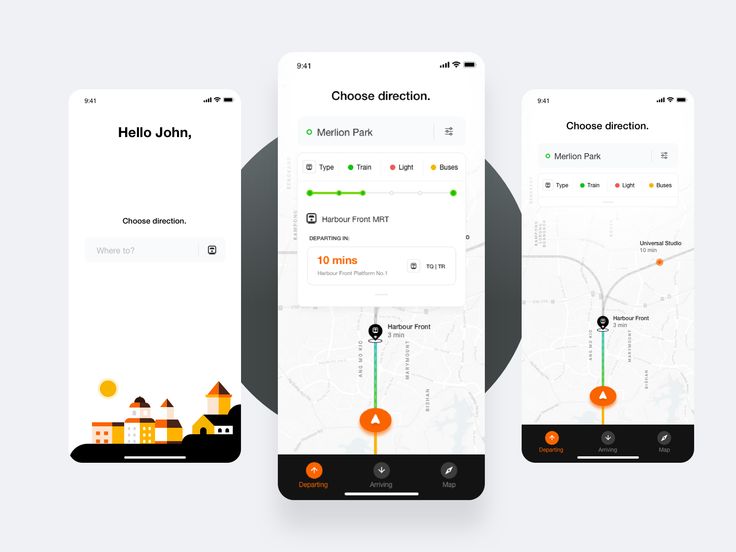 9:41
Hello John,
Choose direction.
Where to?
9:41
Choose direction.
Merlion Park
Type Train Light Buses
Harbour Front MRT
DEPARTING IN:
10 mins
Harbour Front Platform No.1
TQ | TR
Harbour Front
3 min
KAMPONG
ANG MO KIO
MARYMOUNT
BISHAN
Departing Arriving Map
9:41
Choose direction.
Merlion Park
Type Train Light Buses
Universal Studio
10 min
Harbour Front
3 min
ANG MO KIO
MARYMOUNT
BISHAN
Departing Arriving Map